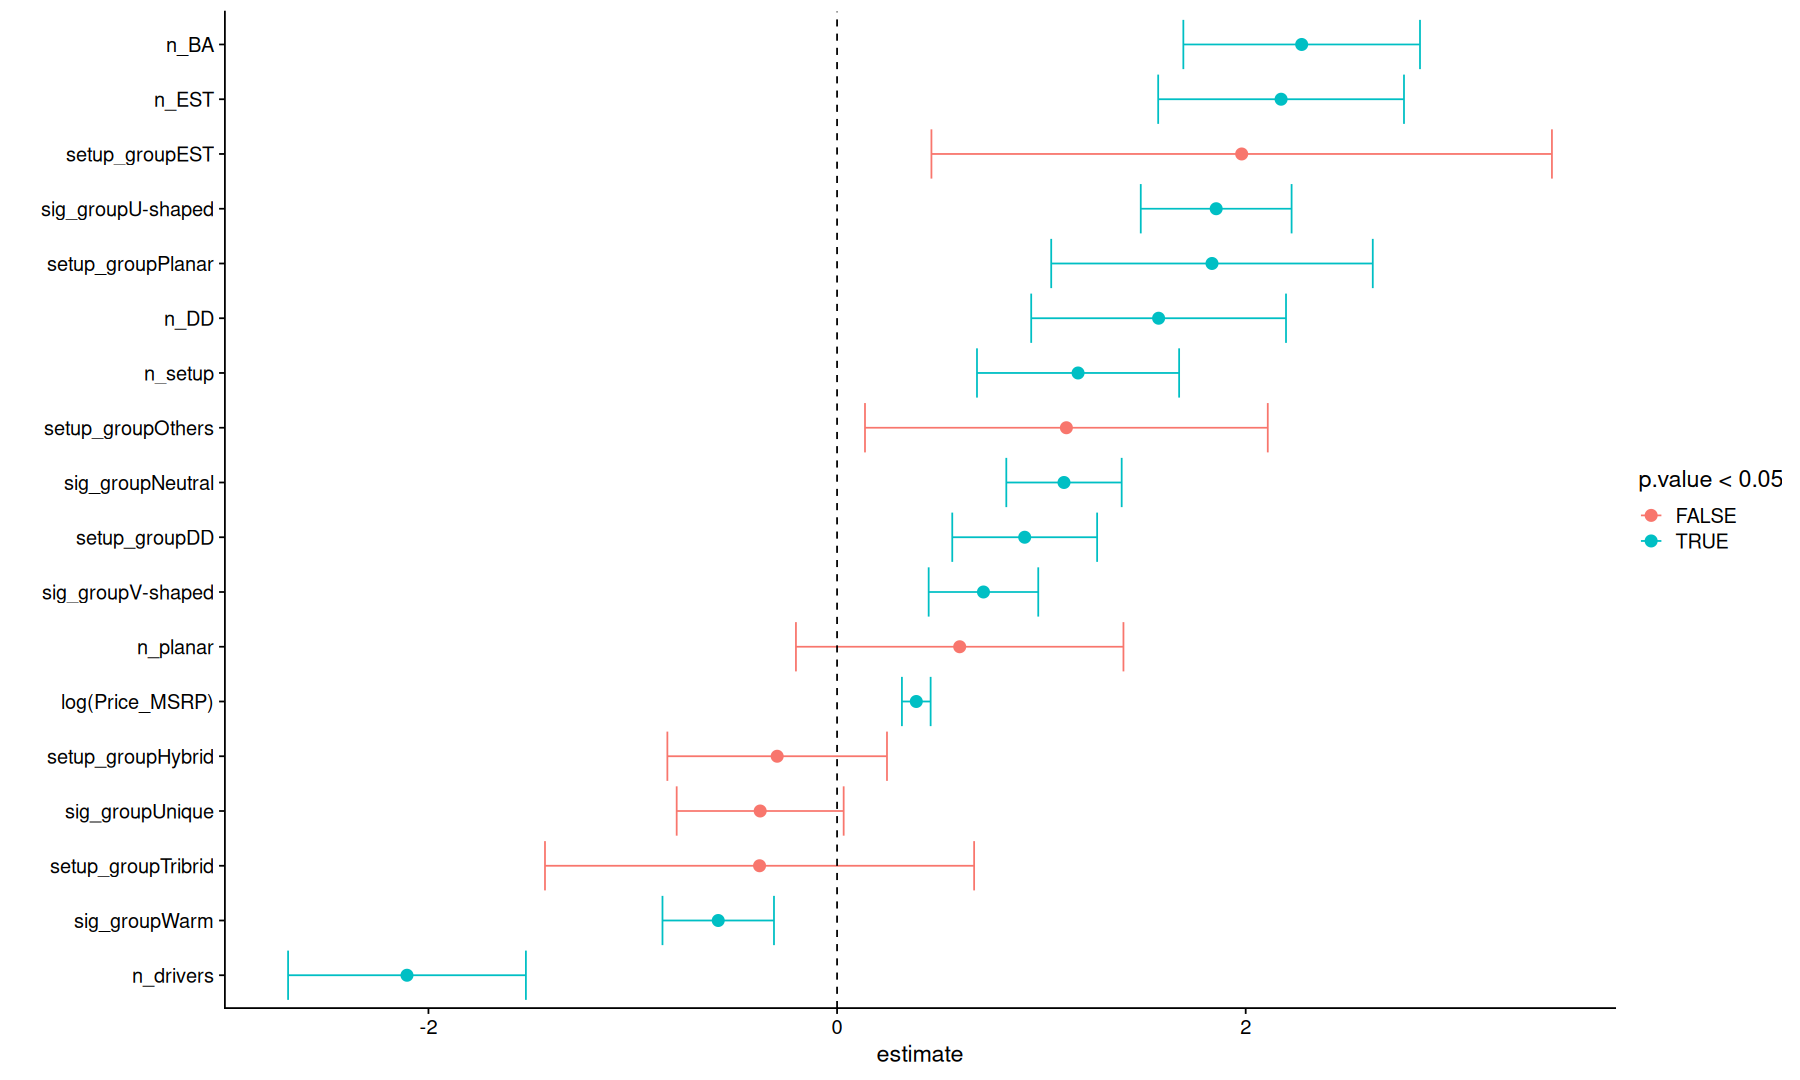 n_BA
n_EST
setup_groupEST
sig_groupU-shaped
setup_groupPlanar
n_DD
n_setup
setup_groupOthers
sig_groupNeutral
setup_groupDD
sig_groupV-shaped
n_planar
log(Price_MSRP)
setup_groupHybrid
sig_groupUnique
setup_groupTribrid
sig_groupWarm
n_drivers
-2 0 2
estimate
p.value < 0.05
FALSE
TRUE